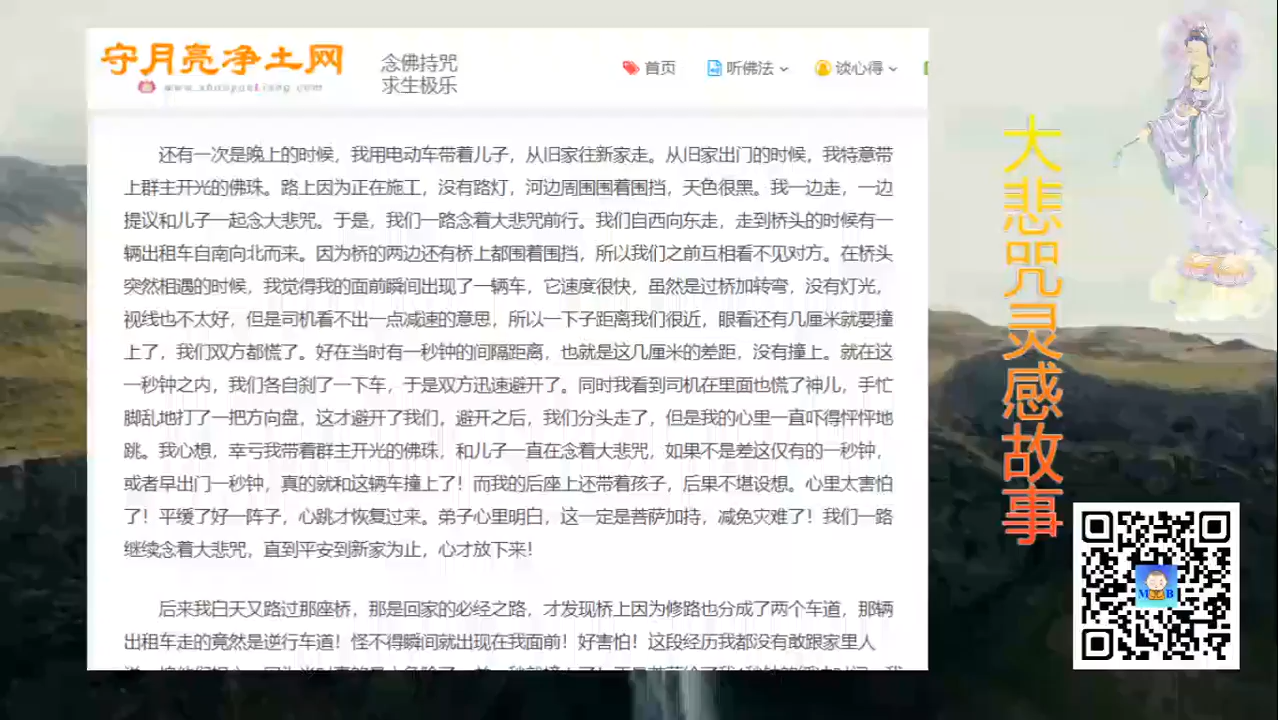 守月亮净土网
www.shouyueliang.com
念佛持咒
求生极乐
首页
听佛法
谈心得
还有一次是晚上的时候，我用电动车带着儿子，从旧家往新家走。从旧家出门的时候，我特意带
上群主开光的佛珠。路上因为正在施工，没有路灯，河边周围围着围挡，天色很黑。我一边走，一边
提议和儿子一起念大悲咒。于是，我们一路念着大悲咒前行。我们自西向东走，走到桥头的时候有一
辆出租车自南向北而来。因为桥的两边还有桥上都围着围挡，所以我们之前互相看不见对方。在桥头
突然相遇的时候，我觉得我的面前瞬间出现了一辆车，它速度很快，虽然是过桥加转弯，没有灯光，
视线也不太好，但是司机看不出一点减速的意思，所以一下子距离我们很近，眼看还有几厘米就要撞
上了，我们双方都慌了。好在当时有一秒钟的间隔距离，也就是这几厘米的差距，没有撞上。就在这
一秒钟之内，我们各自刹了一下车，于是双方迅速避开了。同时我看到司机在里面也慌了神儿，手忙
脚乱地打了一把方向盘，这才避开了我们，避开之后，我们分头走了，但是我的心里一直吓得怦怦地
跳。我心想，幸亏我带着群主开光的佛珠，和儿子一直在念着大悲咒，如果不是差这仅有的一秒钟，
或者早出门一秒钟，真的就和这辆车撞上了！而我的后座上还带着孩子，后果不堪设想。心里太害怕
了！平缓了好一阵子，心跳才恢复过来。弟子心里明白，这一定是菩萨加持，减免灾难了！我们一路
继续念着大悲咒，直到平安到新家为止，心才放下来！
后来我白天又路过那座桥，那是回家的必经之路，才发现桥上因为修路也分成了两个车道，那辆
出租车走的竟然是逆行车道！怪不得瞬间就出现在我面前！好害怕！这段经历我都没有敢跟家里人
大悲咒灵感故事
M B